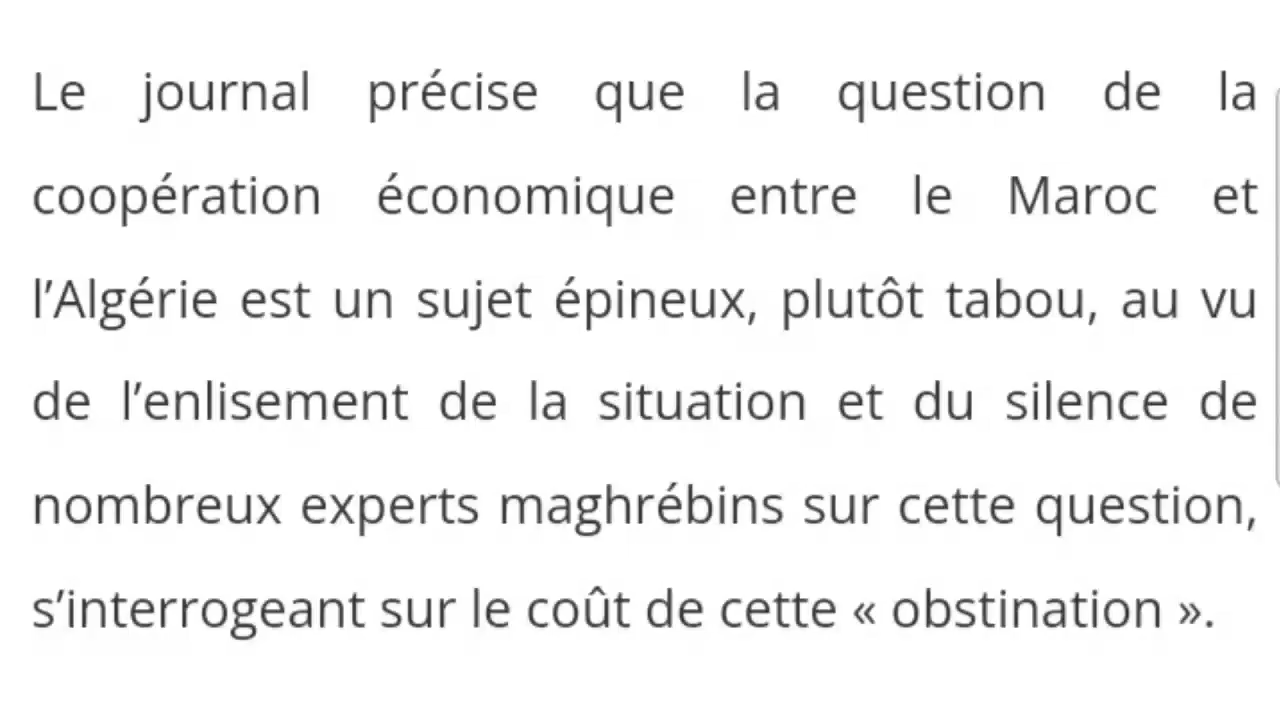 Le journal précise que la question de la
coopération économique entre le Maroc et
l’Algérie est un sujet épineux, plutôt tabou, au vu
de l’enlisement de la situation et du silence de
nombreux experts maghrébins sur cette question,
s’interrogeant sur le coût de cette « obstination ».